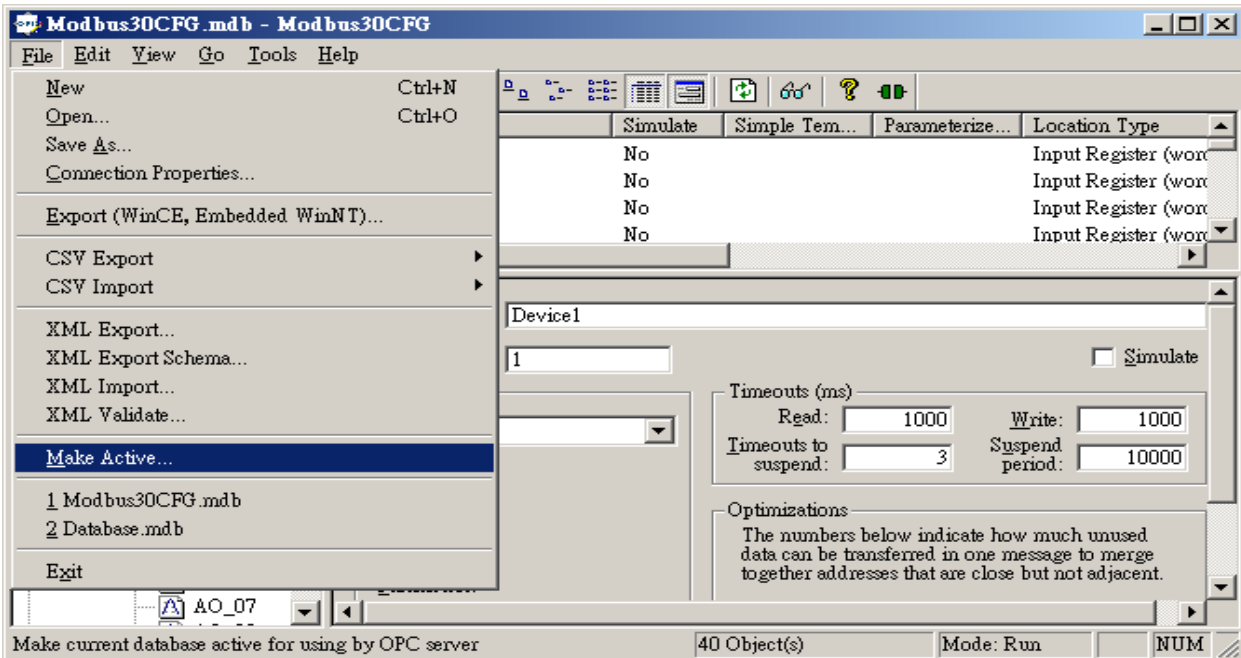 Modbus30CFG.mdb - Modbus30CFG
File Edit View Go Tools Help
New Ctrl+N
Open... Ctrl+O
Save As...
Connection Properties...
Export (WinCE, Embedded WinNT)...
CSV Export
CSV Import
XML Export...
XML Export Schema...
XML Import...
XML Validate...
Make Active...
1 Modbus30CFG.mdb
2 Database.mdb
Exit
Simulate Simple Tem... Parameterize... Location Type
No Input Register (word
No Input Register (word
No Input Register (word
No Input Register (word
Device1
1 Simulate
Timeouts (ms)
Read: 1000 Write: 1000
Timeouts to suspend: 3 Suspend period: 10000
Optimizations
The numbers below indicate how much unused
data can be transferred in one message to merge
together addresses that are close but not adjacent.
AO_07
Make current database active for using by OPC server 40 Object(s) Mode: Run NUM